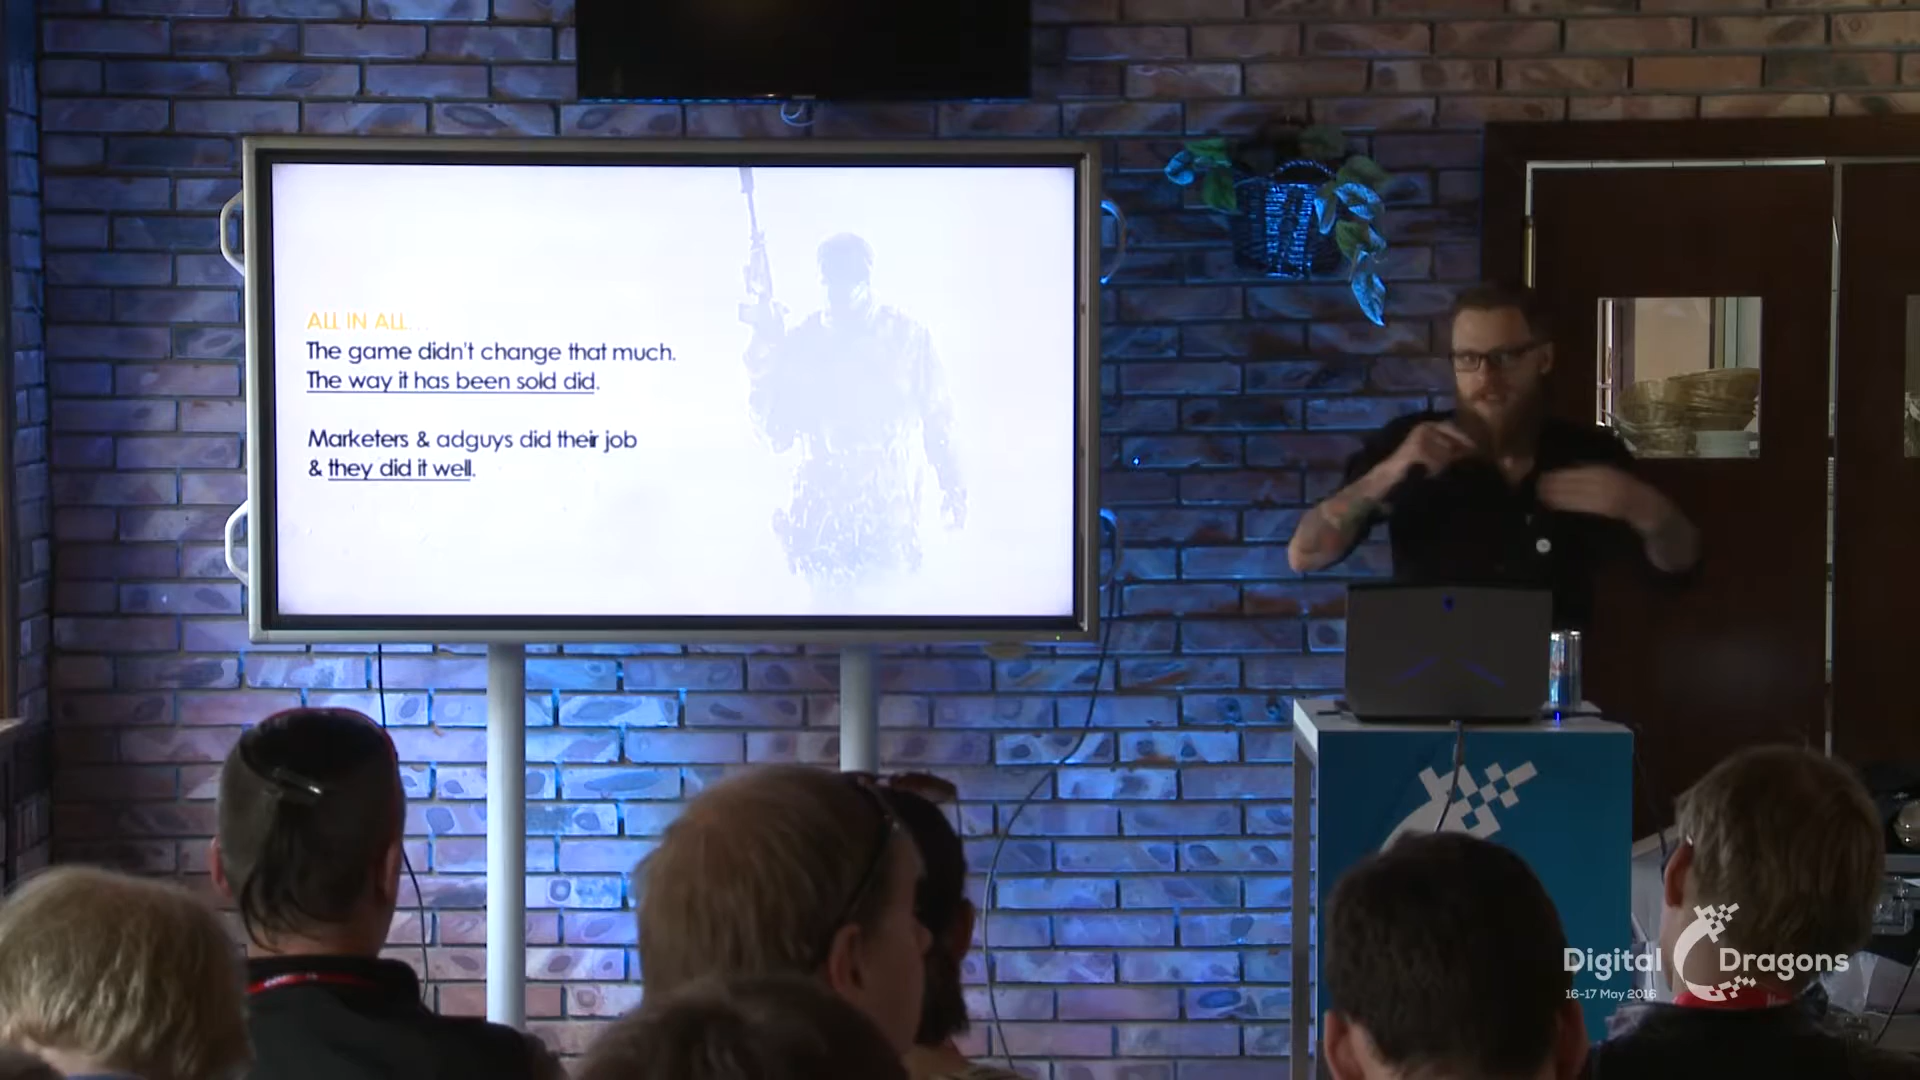 ALL IN ALL...
The game didn't change that much.
The way it has been sold did.
Marketers & adguys did their job
& they did it well.
Digital Dragons
16-17 May 2016